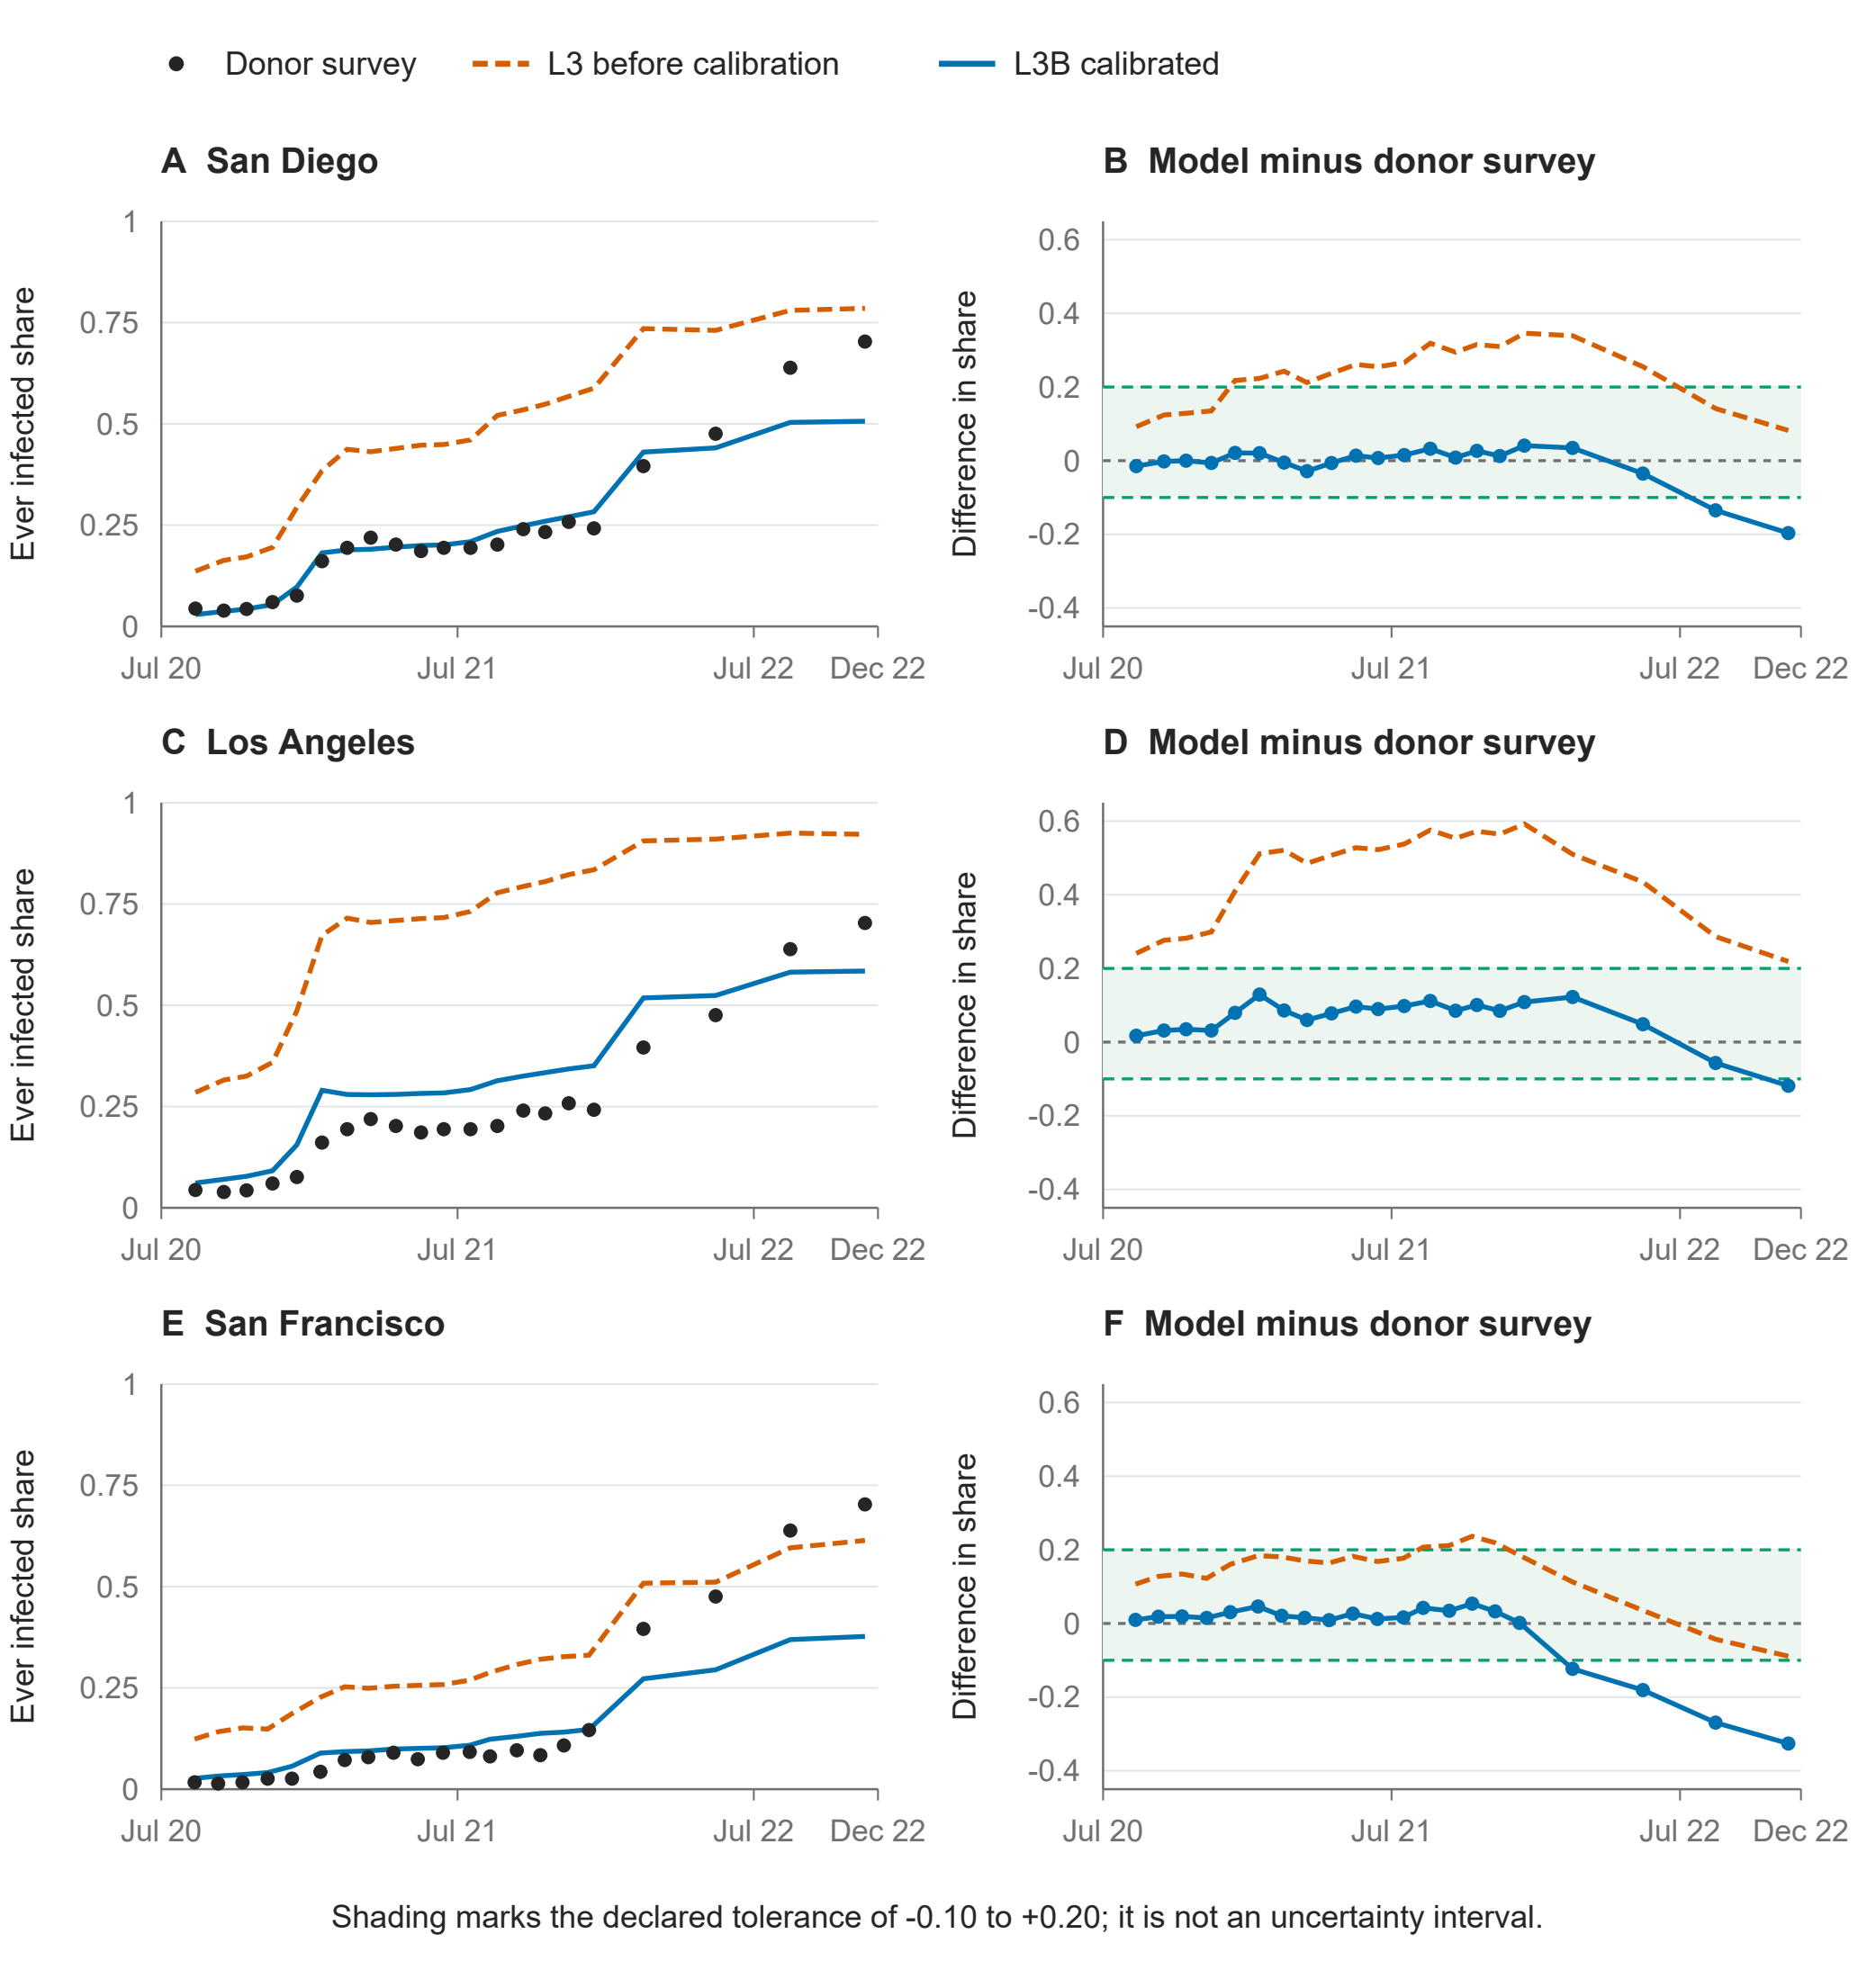 Donor survey
L3 before calibration
L3B calibrated
A San Diego
Ever infected share
1
0.75
0.5
0.25
0
Jul 20
Jul 21
Jul 22
Dec 22
B Model minus donor survey
Difference in share
0.6
0.4
0.2
0
-0.2
-0.4
Jul 20
Jul 21
Jul 22
Dec 22
C Los Angeles
Ever infected share
1
0.75
0.5
0.25
0
Jul 20
Jul 21
Jul 22
Dec 22
D Model minus donor survey
Difference in share
0.6
0.4
0.2
0
-0.2
-0.4
Jul 20
Jul 21
Jul 22
Dec 22
E San Francisco
Ever infected share
1
0.75
0.5
0.25
0
Jul 20
Jul 21
Jul 22
Dec 22
F Model minus donor survey
Difference in share
0.6
0.4
0.2
0
-0.2
-0.4
Jul 20
Jul 21
Jul 22
Dec 22
Shading marks the declared tolerance of -0.10 to +0.20; it is not an uncertainty interval.